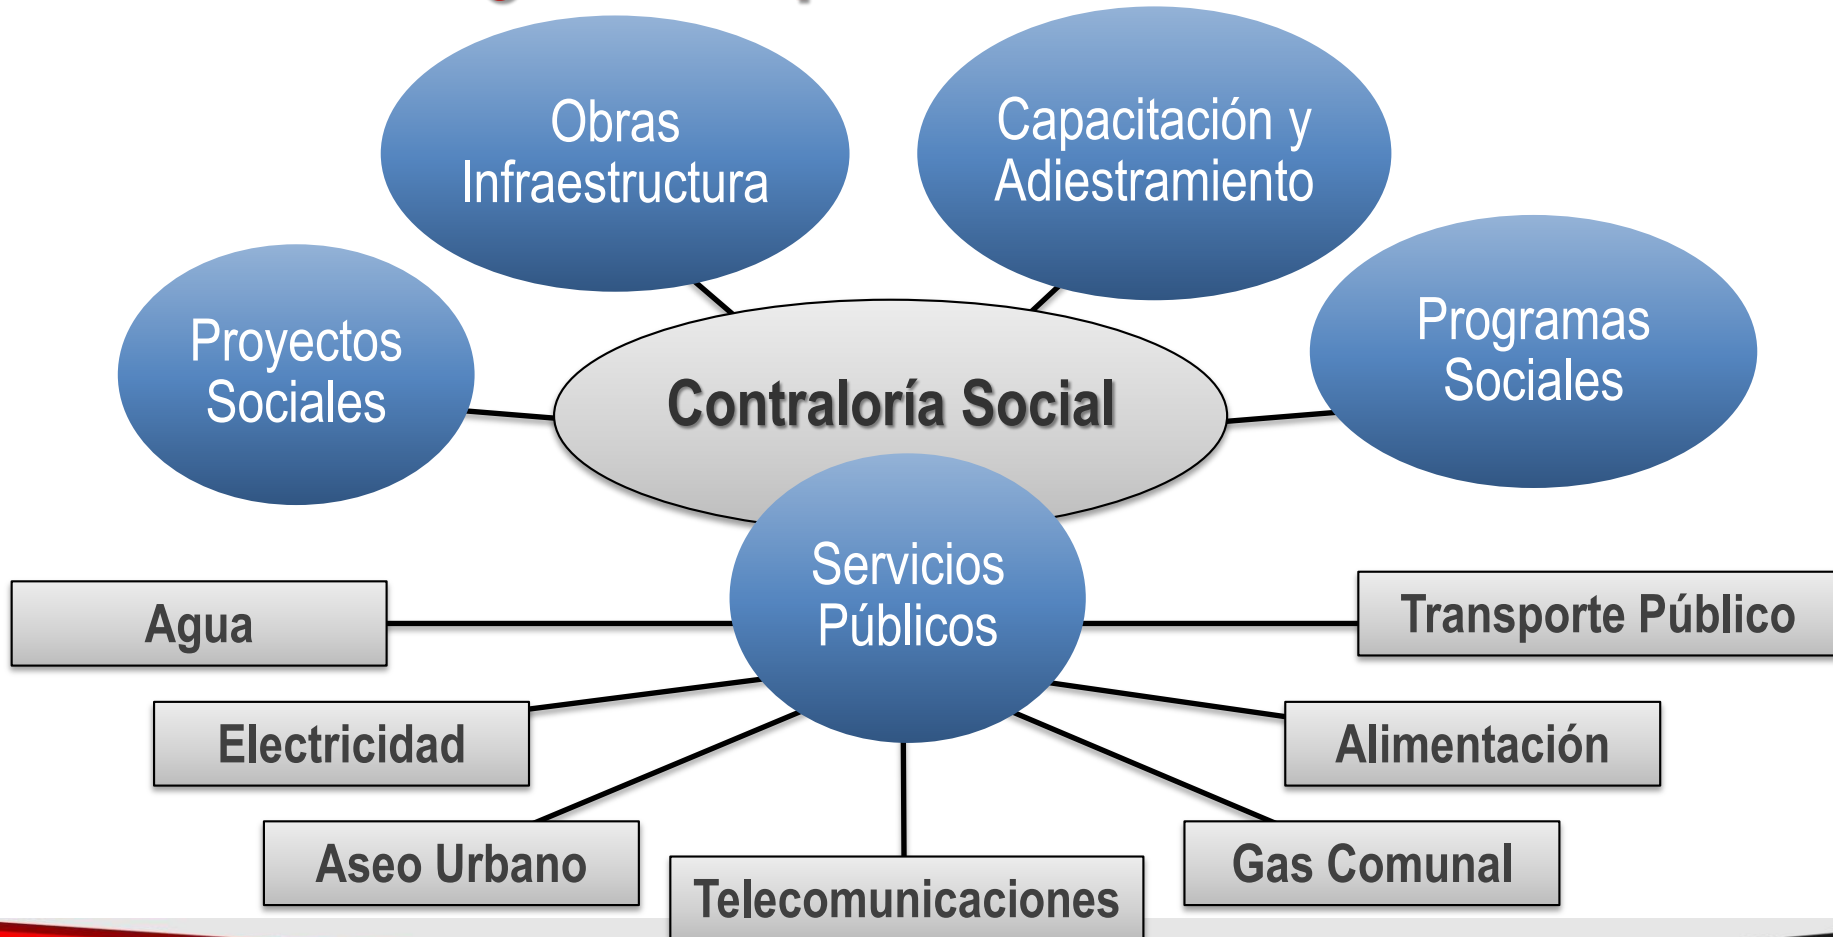 Obras
Infraestructura
Capacitación y
Adiestramiento
Proyectos
Sociales
Programas
Sociales
Contraloría Social
Servicios
Públicos
Agua
Transporte Público
Electricidad
Alimentación
Aseo Urbano
Gas Comunal
Telecomunicaciones